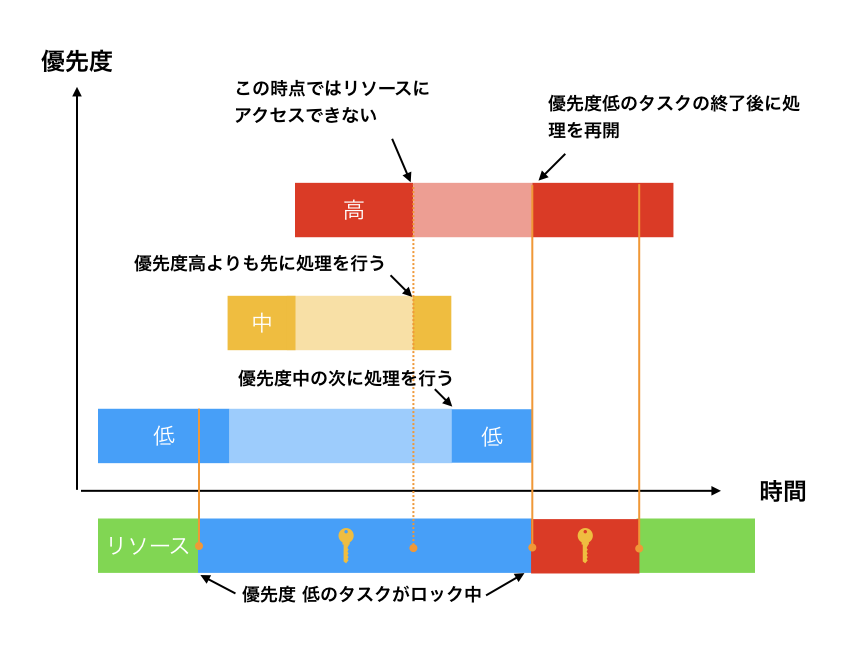 優先度
この時点ではリソースに
アクセスできない
優先度低のタスクの終了後に処
理を再開
高
優先度高よりも先に処理を行う
中
優先度中の次に処理を行う
低
低
時間
リソース
優先度 低のタスクがロック中